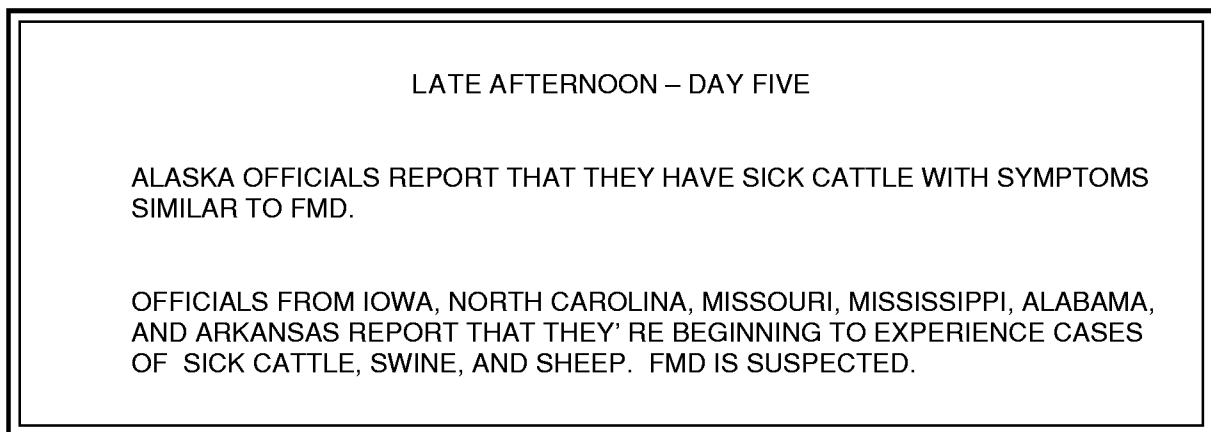 LATE AFTERNOON – DAY FIVE
ALASKA OFFICIALS REPORT THAT THEY HAVE SICK CATTLE WITH SYMPTOMS
SIMILAR TO FMD.
OFFICIALS FROM IOWA, NORTH CAROLINA, MISSOURI, MISSISSIPPI, ALABAMA,
AND ARKANSAS REPORT THAT THEY' RE BEGINNING TO EXPERIENCE CASES
OF  SICK CATTLE, SWINE, AND SHEEP.  FMD IS SUSPECTED.